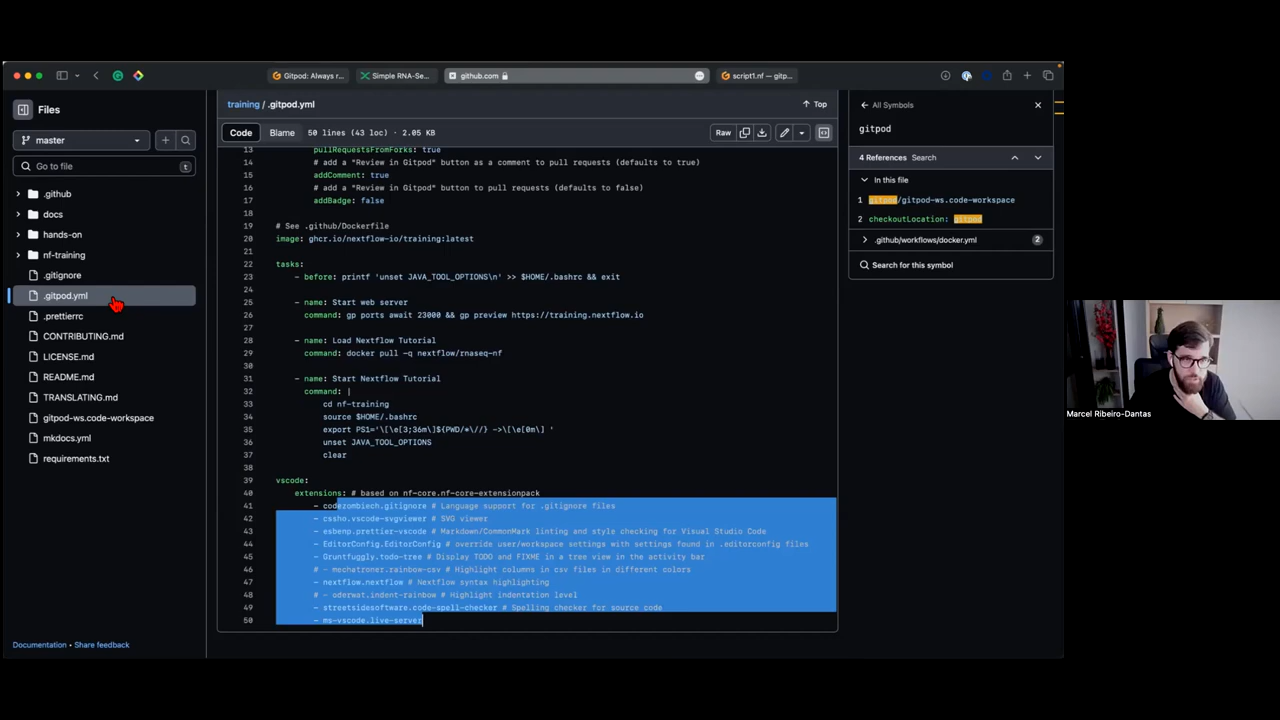 Gitpod: Always r...
Simple RNA-Se...
github.com
script1.nf — gitp...
Files
master
Go to file
t
.github
docs
hands-on
nf-training
.gitignore
.gitpod.yml
.prettierrc
CONTRIBUTING.md
LICENSE.md
README.md
TRANSLATING.md
gitpod-ws.code-workspace
mkdocs.yml
requirements.txt
Documentation • Share feedback
training / .gitpod.yml
Top
Code
Blame
50 lines (43 loc) · 2.05 KB
Raw
13 pullRequestsFromForks: true
14 # add a "Review in Gitpod" button as a comment to pull requests (defaults to true)
15 addComment: true
16 # add a "Review in Gitpod" button to pull requests (defaults to false)
17 addBadge: false
18
19 # See .github/Dockerfile
20 image: ghcr.io/nextflow-io/training:latest
21
22 tasks:
23 - before: printf 'unset JAVA_TOOL_OPTIONS\n' >> $HOME/.bashrc && exit
24
25 - name: Start web server
26 command: gp ports await 23000 && gp preview https://training.nextflow.io
27
28 - name: Load Nextflow Tutorial
29 command: docker pull -q nextflow/rnaseq-nf
30
31 - name: Start Nextflow Tutorial
32 command: |
33 cd nf-training
34 source $HOME/.bashrc
35 export PS1='\[\e[3;36m\]${PWD/*\//} ->\[\e[0m\] '
36 unset JAVA_TOOL_OPTIONS
37 clear
38
39 vscode:
40 extensions: # based on nf-core.nf-core-extensionpack
41 - codezombiech.gitignore # Language support for .gitignore files
42 - cssho.vscode-svgviewer # SVG viewer
43 - esbenp.prettier-vscode # Markdown/CommonMark linting and style checking for Visual Studio Code
44 - EditorConfig.EditorConfig # override user/workspace settings with settings found in .editorconfig files
45 - Gruntfuggly.todo-tree # Display TODO and FIXME in a tree view in the activity bar
46 # - mechatroner.rainbow-csv # Highlight columns in csv files in different colors
47 - nextflow.nextflow # Nextflow syntax highlighting
48 # - oderwat.indent-rainbow # Highlight indentation level
49 - streetsidesoftware.code-spell-checker # Spelling checker for source code
50 - ms-vscode.live-server
All Symbols
gitpod
4 References Search
In this file
1 gitpod/gitpod-ws.code-workspace
2 checkoutLocation: gitpod
.github/workflows/docker.yml 2
Search for this symbol
Marcel Ribeiro-Dantas